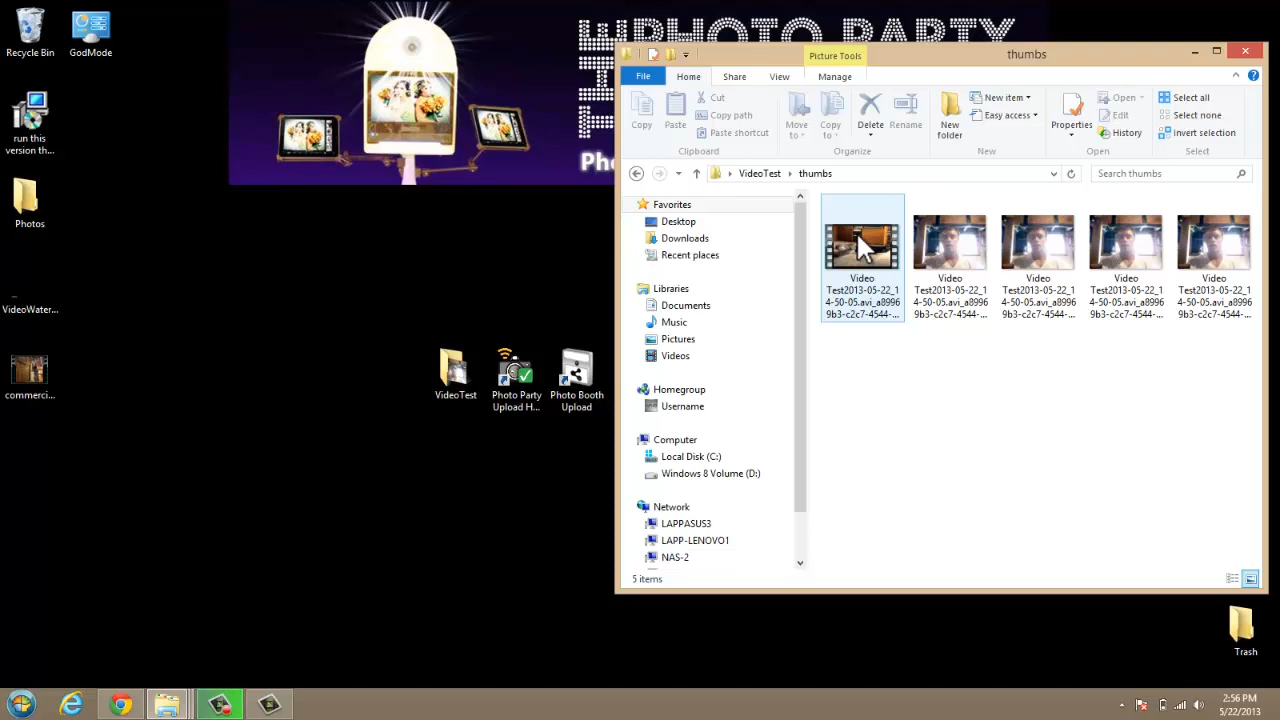 Recycle Bin
GodMode
run this
version th...
Photos
VideoWater...
commerci...
PHOTO PARTY
THE
Pho
VideoTest
Photo Party
Upload H...
Photo Booth
Upload
Picture Tools
thumbs
File
Home
Share
View
Manage
Copy
Paste
Cut
Copy path
Paste shortcut
Clipboard
Move
to
Copy
to
Delete
Rename
Organize
New
folder
New item
Easy access
New
Properties
Open
Edit
History
Open
Select all
Select none
Invert selection
Select
VideoTest
thumbs
Search thumbs
Favorites
Desktop
Downloads
Recent places
Libraries
Documents
Music
Pictures
Videos
Homegroup
Username
Computer
Local Disk (C:)
Windows 8 Volume (D:)
Network
LAPPASUS3
LAPP-LENOVO1
NAS-2
Video
Test2013-05-22_1
4-50-05.avi_a8996
9b3-c2c7-4544-...
Video
Test2013-05-22_1
4-50-05.avi_a8996
9b3-c2c7-4544-...
Video
Test2013-05-22_1
4-50-05.avi_a8996
9b3-c2c7-4544-...
Video
Test2013-05-22_1
4-50-05.avi_a8996
9b3-c2c7-4544-...
Video
Test2013-05-22_1
4-50-05.avi_a8996
9b3-c2c7-4544-...
5 items
Trash
2:56 PM
5/22/2013